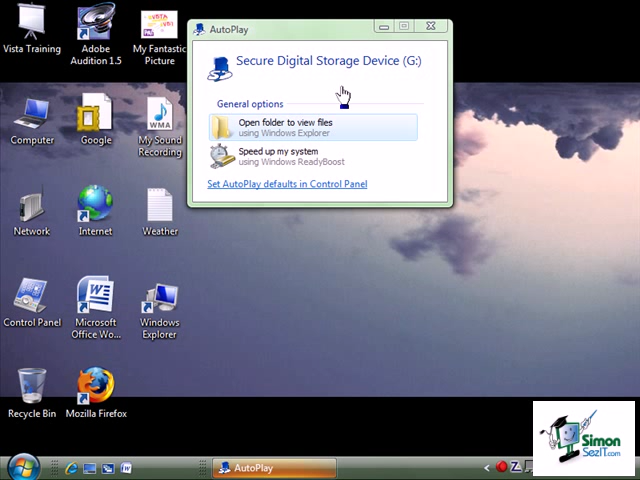 Vista Training
Adobe
Audition 1.5
My Fantastic
Picture
Computer
Google
My Sound
Recording
WMA
Network
Internet
Weather
Control Panel
Microsoft
Office Wo...
Windows
Explorer
Recycle Bin
Mozilla Firefox
AutoPlay
Secure Digital Storage Device (G:)
General options
Open folder to view files
using Windows Explorer
Speed up my system
using Windows ReadyBoost
Set AutoPlay defaults in Control Panel
AutoPlay
Simon
SezIT.com